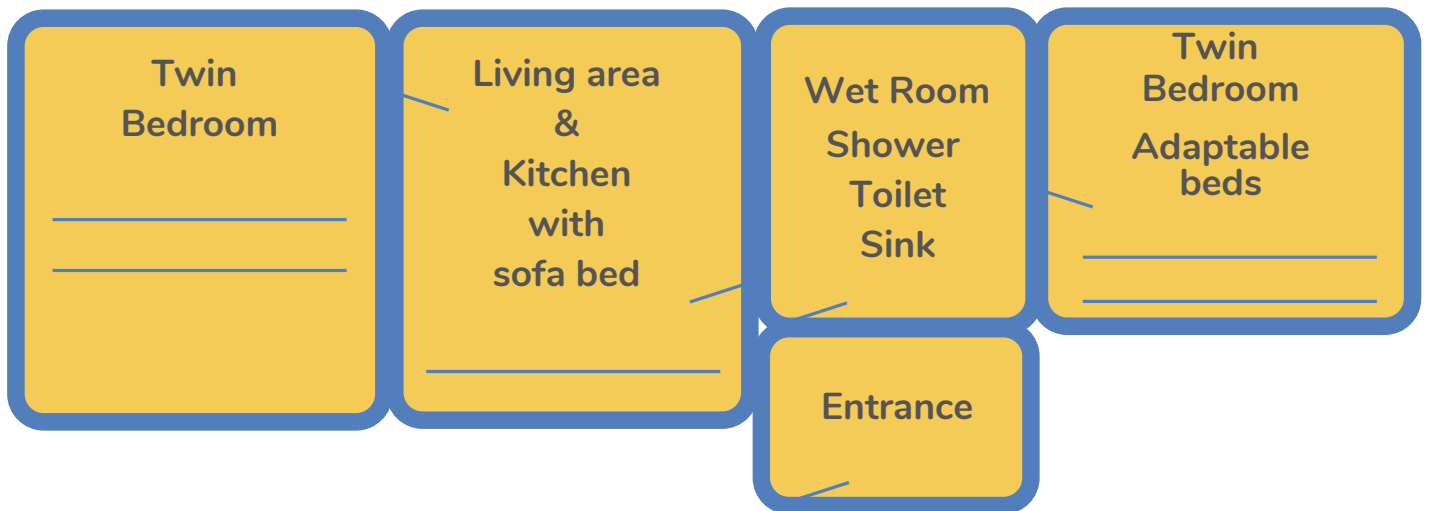 Twin
Bedroom
Living area
&
Kitchen
with
sofa bed
Wet Room
Shower
Toilet
Sink
Twin
Bedroom
Adaptable
beds
Entrance